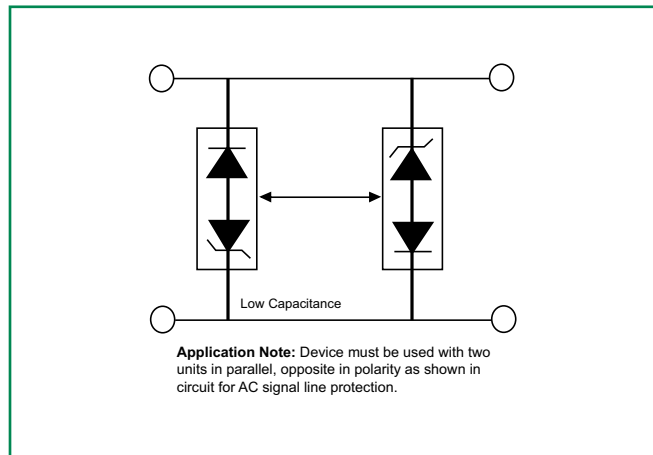 Low Capacitance
Application Note: Device must be used with two
units in parallel, opposite in polarity as shown in
circuit for AC signal line protection.